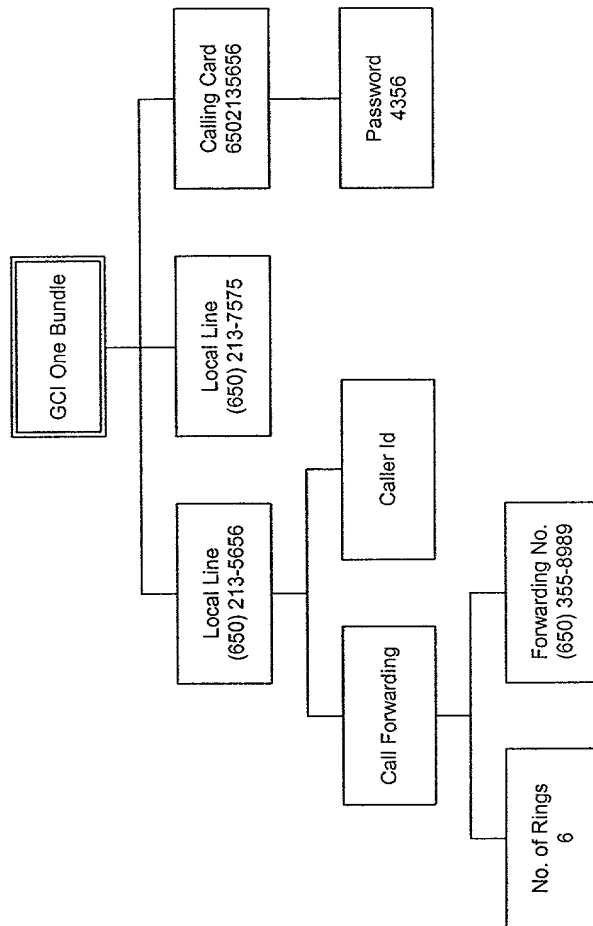 GCI One Bundle
Local Line
(650) 213-5656
Local Line
(650) 213-7575
Calling Card
6502135656
Call Forwarding
Caller Id
Password
4356
No. of Rings
6
Forwarding No.
(650) 355-8989